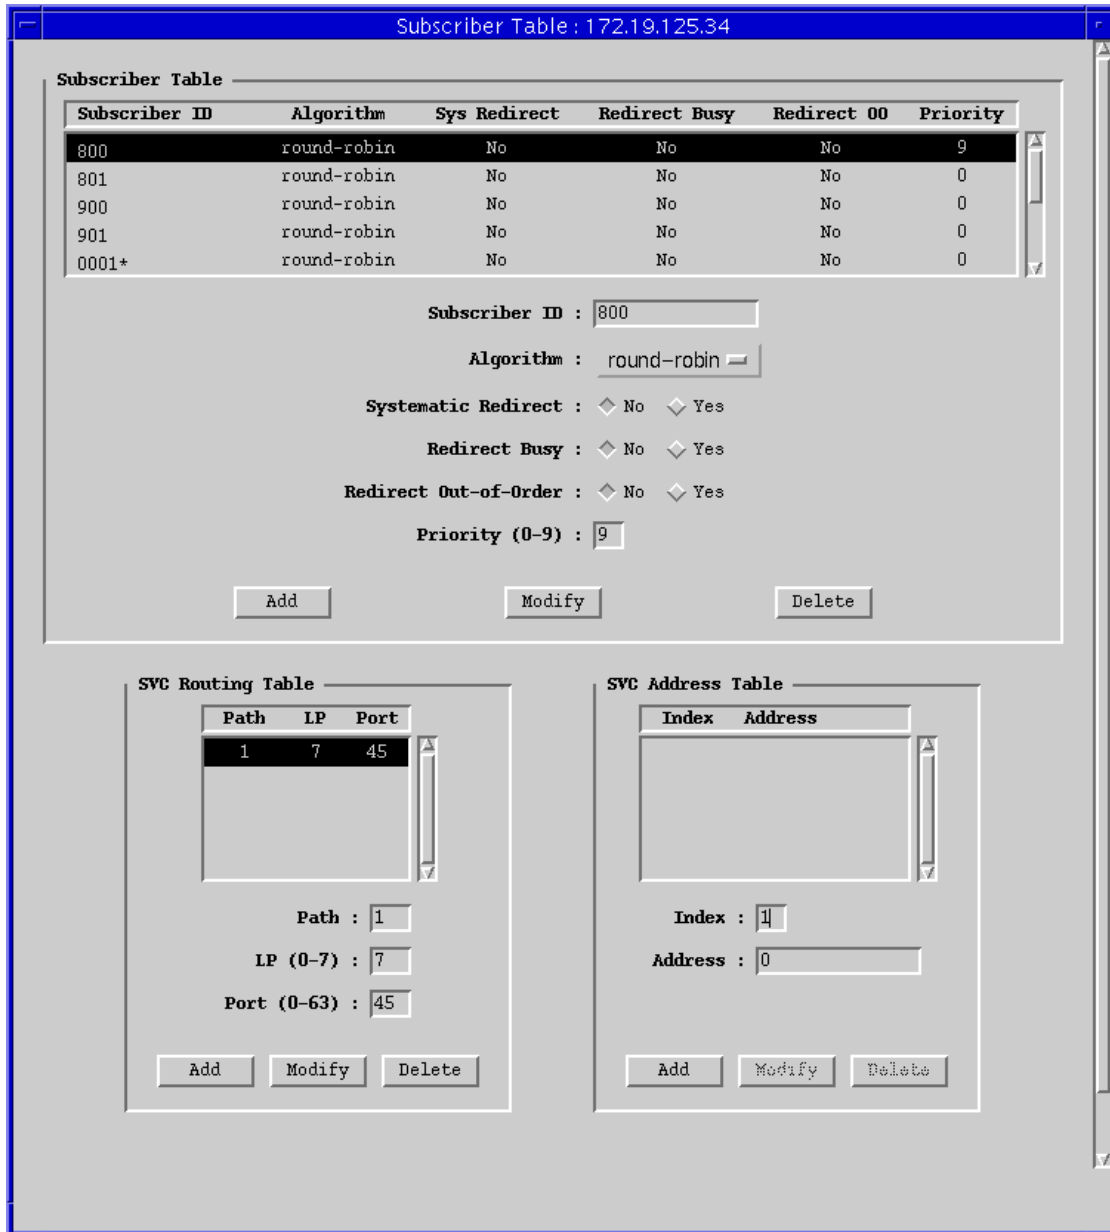 Subscriber Table : 172.19.125.34
Subscriber Table
Subscriber ID Algorithm Sys Redirect Redirect Busy Redirect OO Priority
800 round-robin No No No 9
801 round-robin No No No 0
900 round-robin No No No 0
901 round-robin No No No 0
0001* round-robin No No No 0
Subscriber ID : 800
Algorithm : round-robin
Systematic Redirect : No Yes
Redirect Busy : No Yes
Redirect Out-of-Order : No Yes
Priority (0-9) : 9
Add Modify Delete
SVC Routing Table
Path LP Port
1 7 45
Path : 1
LP (0-7) : 7
Port (0-63) : 45
Add Modify Delete
SVC Address Table
Index Address
Index : 1
Address : 0
Add Modify Delete